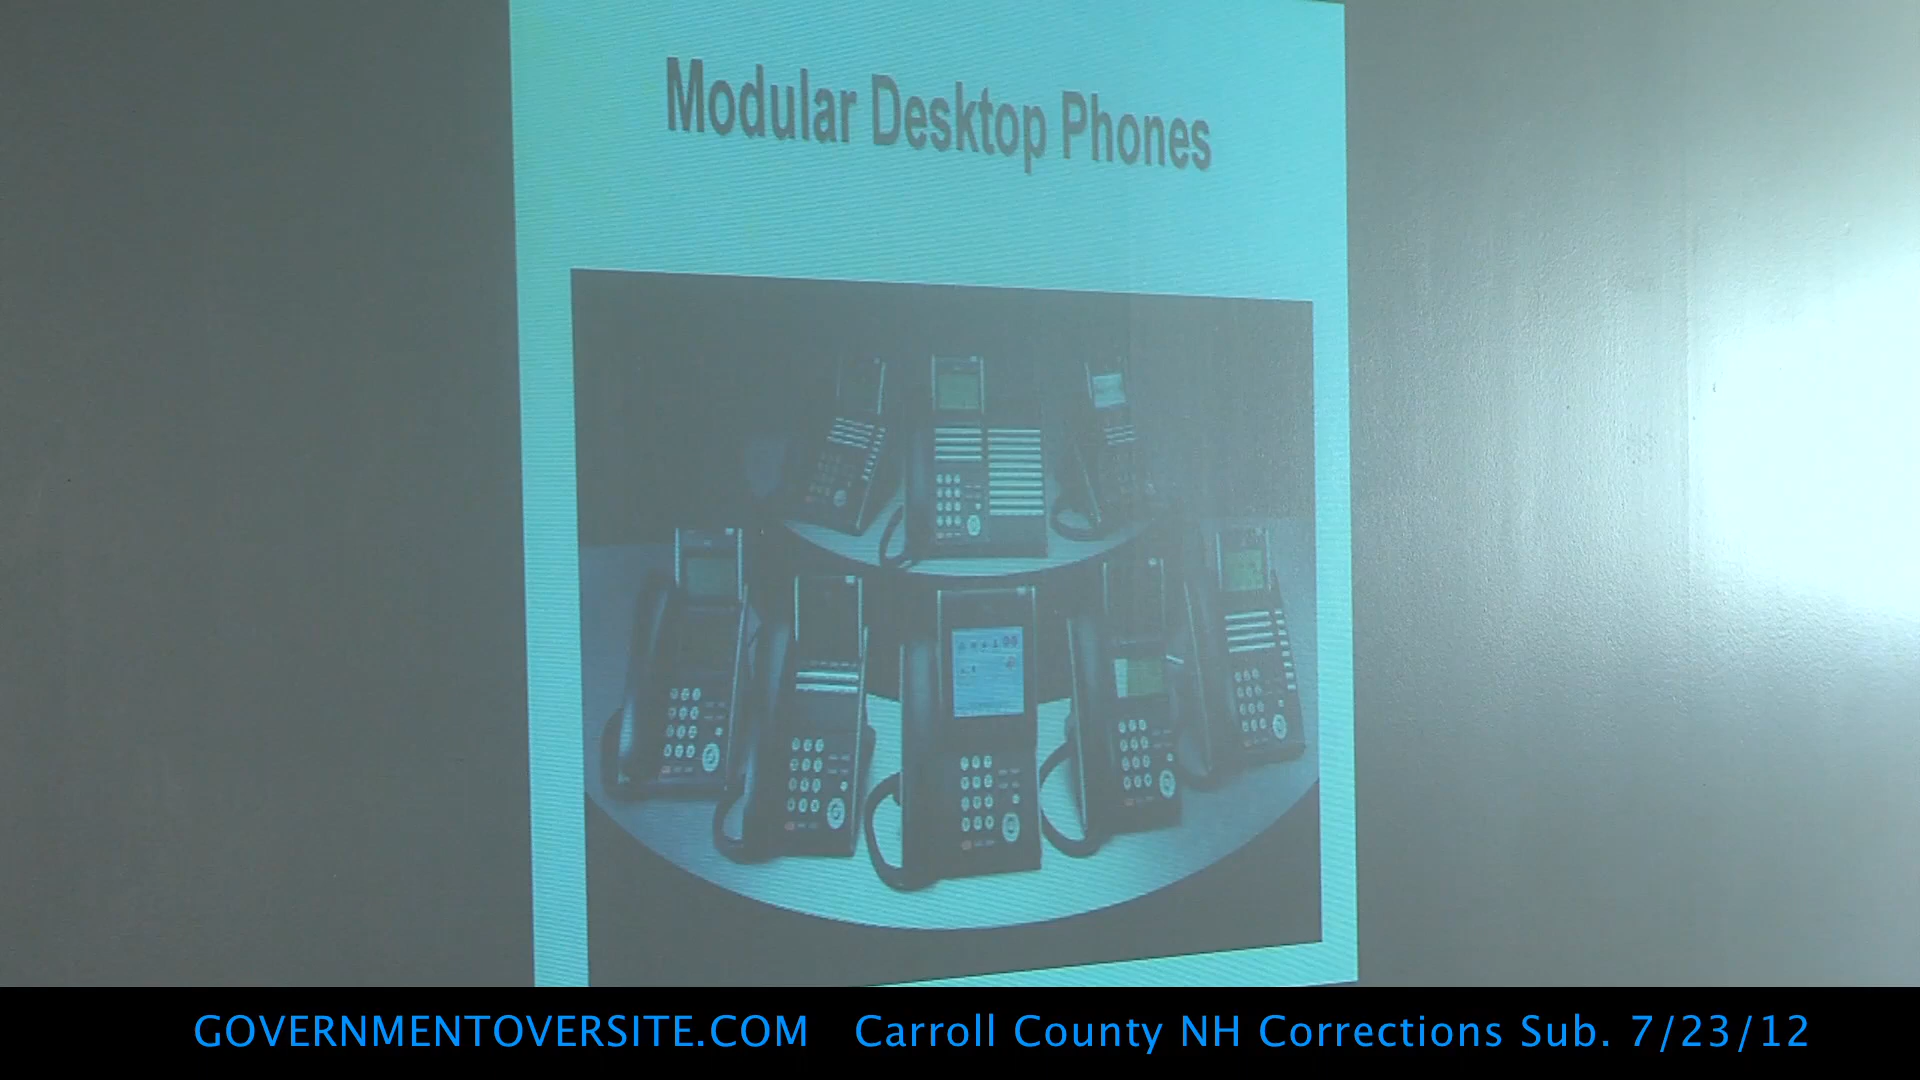 Modular Desktop Phones
GOVERNMENTOVERSITE.COM Carroll County NH Corrections Sub. 7/23/12